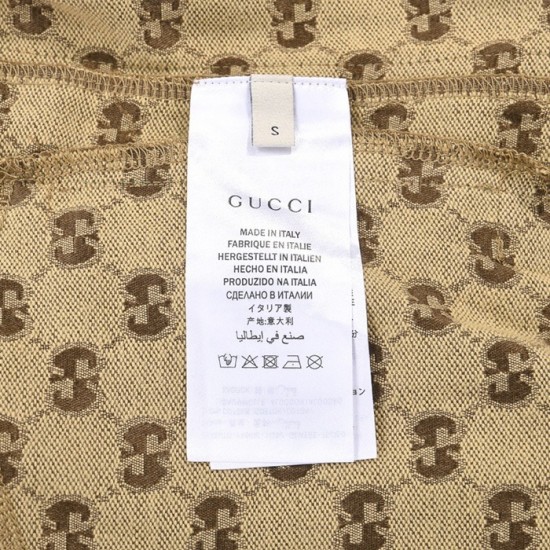 S
GUCCI
MADE IN ITALY
FABRIQUE EN ITALIE
HERGESTELLT IN ITALIEN
HECHO EN ITALIA
PRODUZIDO NA ITALIA
СДЕЛАНО В ИТАЛИИ
イタリア製
产地:意大利
صنع في إيطاليا